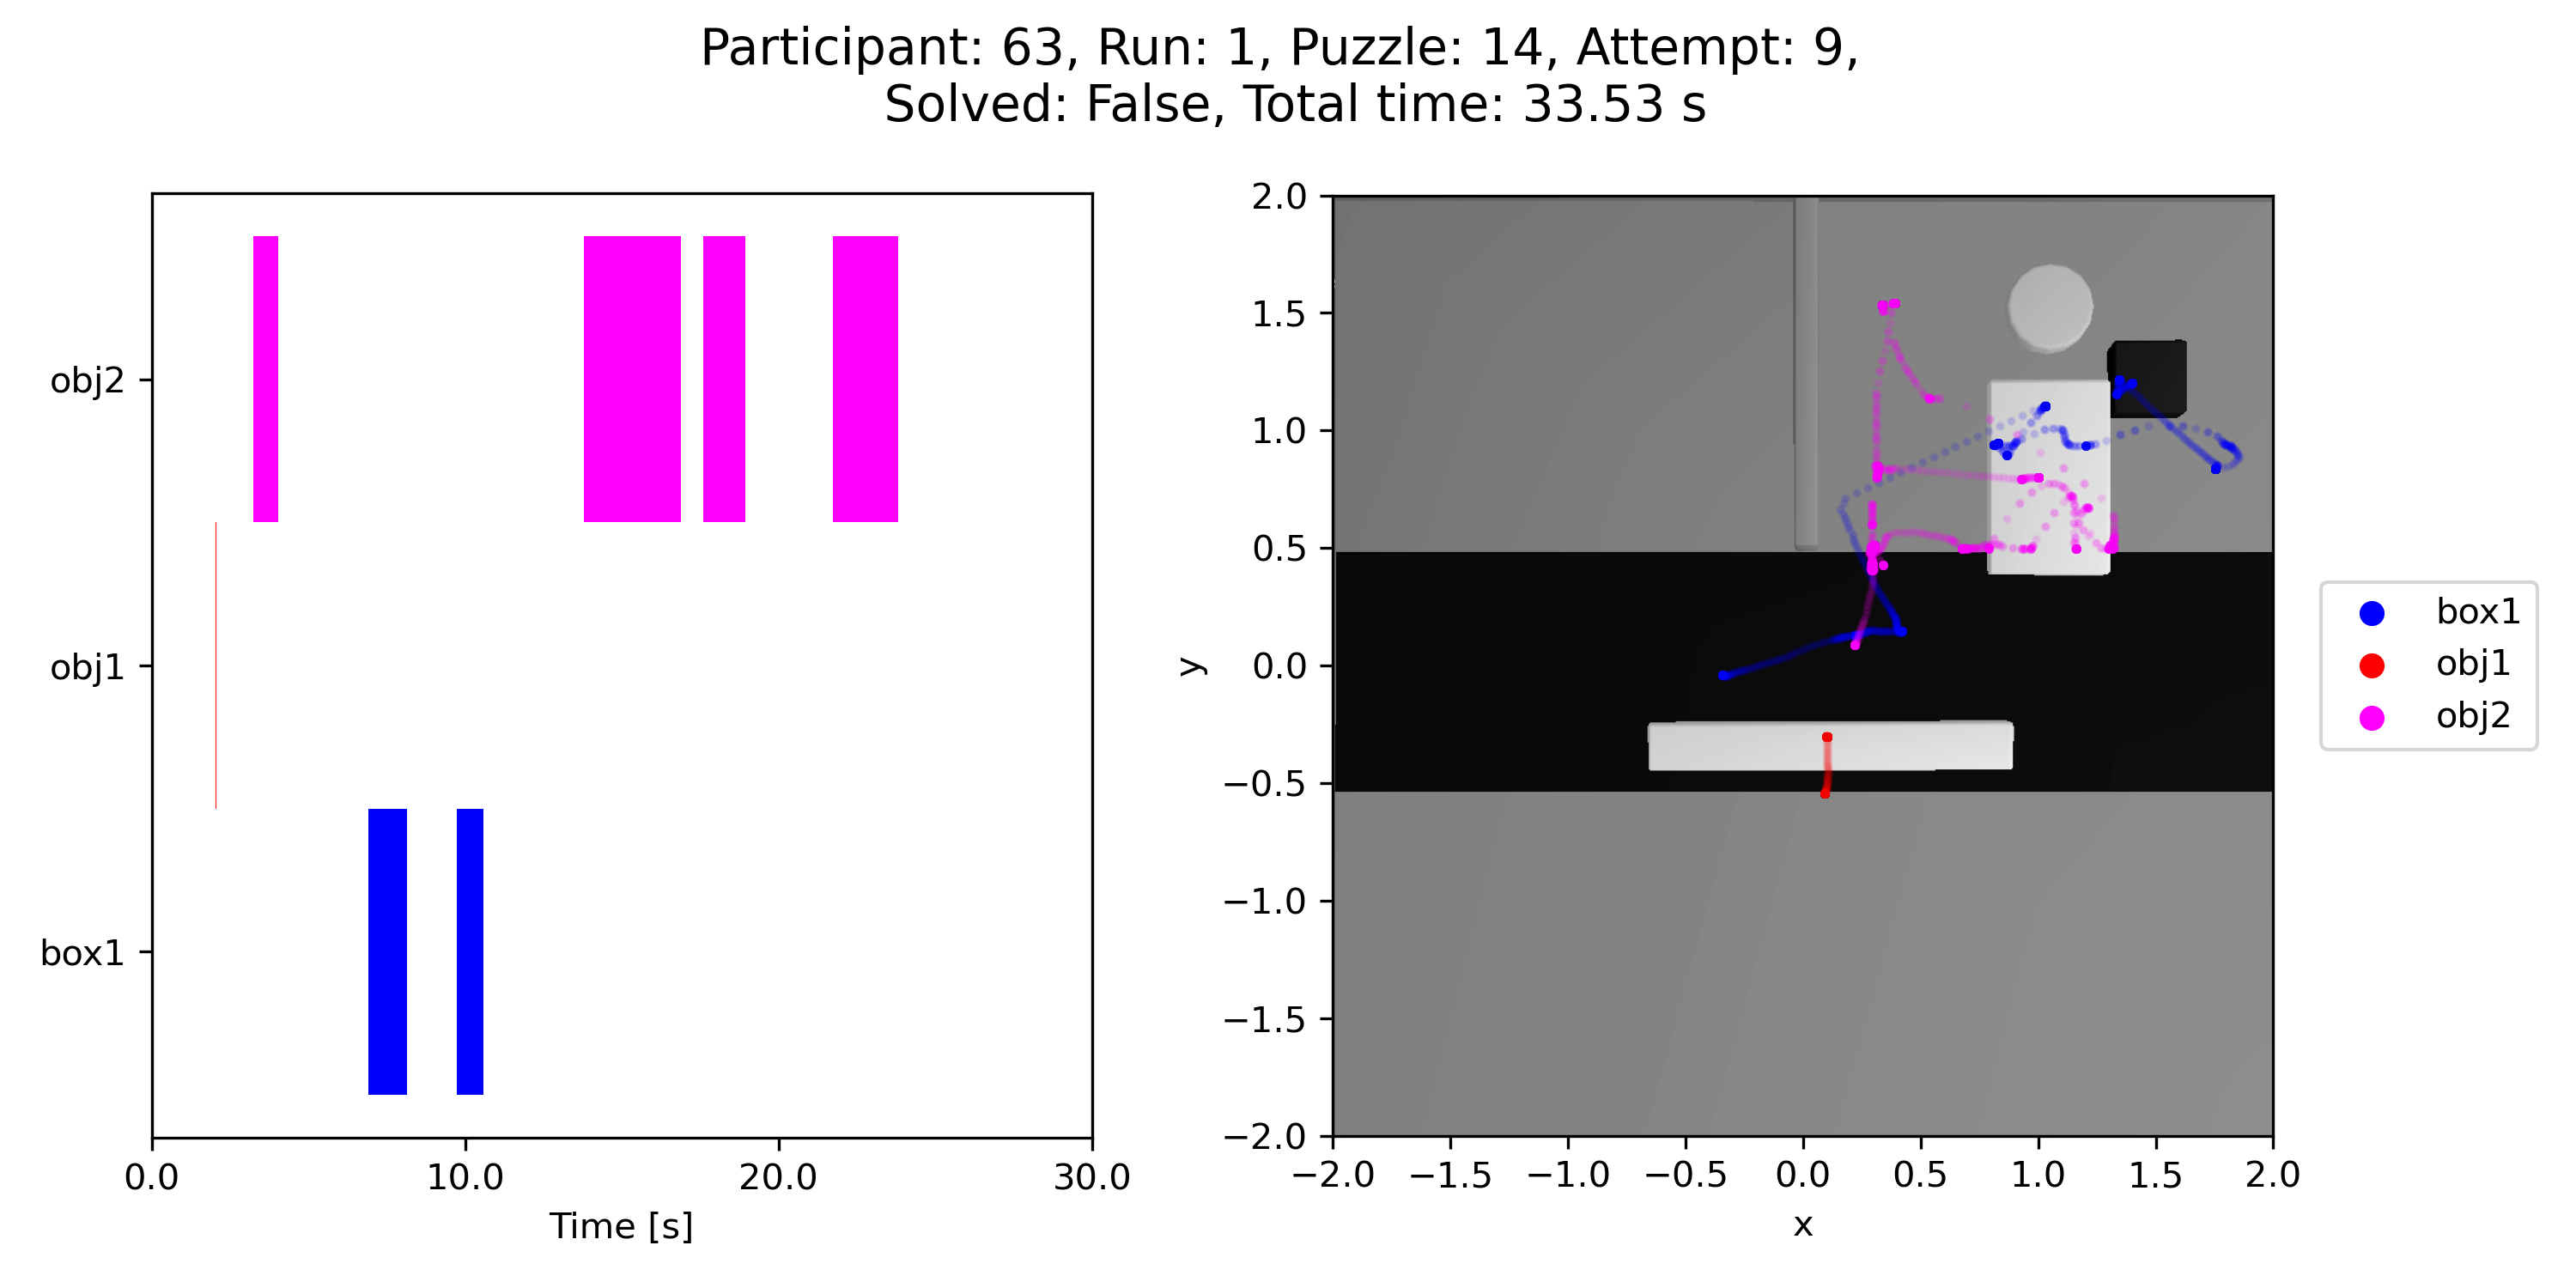 Participant: 63, Run: 1, Puzzle: 14, Attempt: 9,
Solved: False, Total time: 33.53 s
obj2
obj1
box1
0.0 10.0 20.0 30.0
Time [s]
2.0
1.5
1.0
0.5
0.0
−0.5
−1.0
−1.5
−2.0
y
−2.0 −1.5 −1.0 −0.5 0.0 0.5 1.0 1.5 2.0
x
box1
obj1
obj2